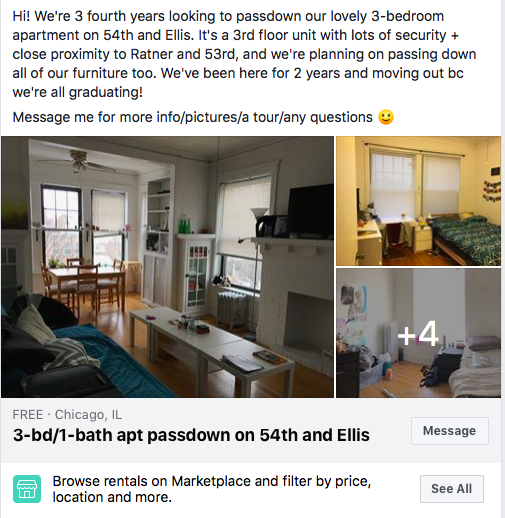 Hi! We're 3 fourth years looking to passdown our lovely 3-bedroom
apartment on 54th and Ellis. It's a 3rd floor unit with lots of security +
close proximity to Ratner and 53rd, and we're planning on passing down
all of our furniture too. We've been here for 2 years and moving out bc
we're all graduating!
Message me for more info/pictures/a tour/any questions 🙂
+4
FREE · Chicago, IL
3-bd/1-bath apt passdown on 54th and Ellis
Message
Browse rentals on Marketplace and filter by price,
location and more.
See All